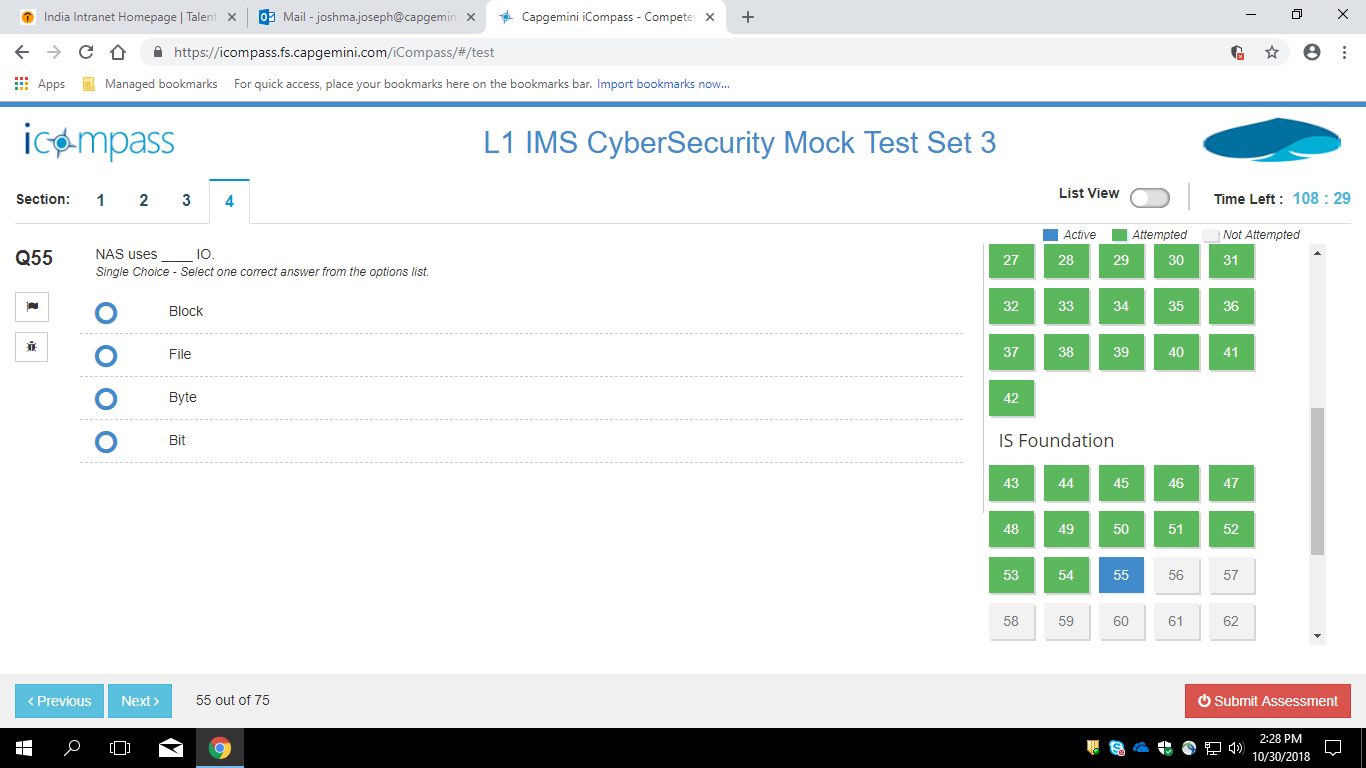 India Intranet Homepage | Talent
Mail - joshma.joseph@capgemin
Capgemini iCompass - Competen
https://icompass.fs.capgemini.com/iCompass/#/test
Apps
Managed bookmarks
For quick access, place your bookmarks here on the bookmarks bar. Import bookmarks now...
icompass
L1 IMS CyberSecurity Mock Test Set 3
Section: 1 2 3 4
List View
Time Left : 108 : 29
Active Attempted Not Attempted
Q55
NAS uses ____ IO.
Single Choice - Select one correct answer from the options list.
Block
File
Byte
Bit
27 28 29 30 31
32 33 34 35 36
37 38 39 40 41
42
IS Foundation
43 44 45 46 47
48 49 50 51 52
53 54 55 56 57
58 59 60 61 62
‹ Previous
Next ›
55 out of 75
Submit Assessment
2:28 PM
10/30/2018